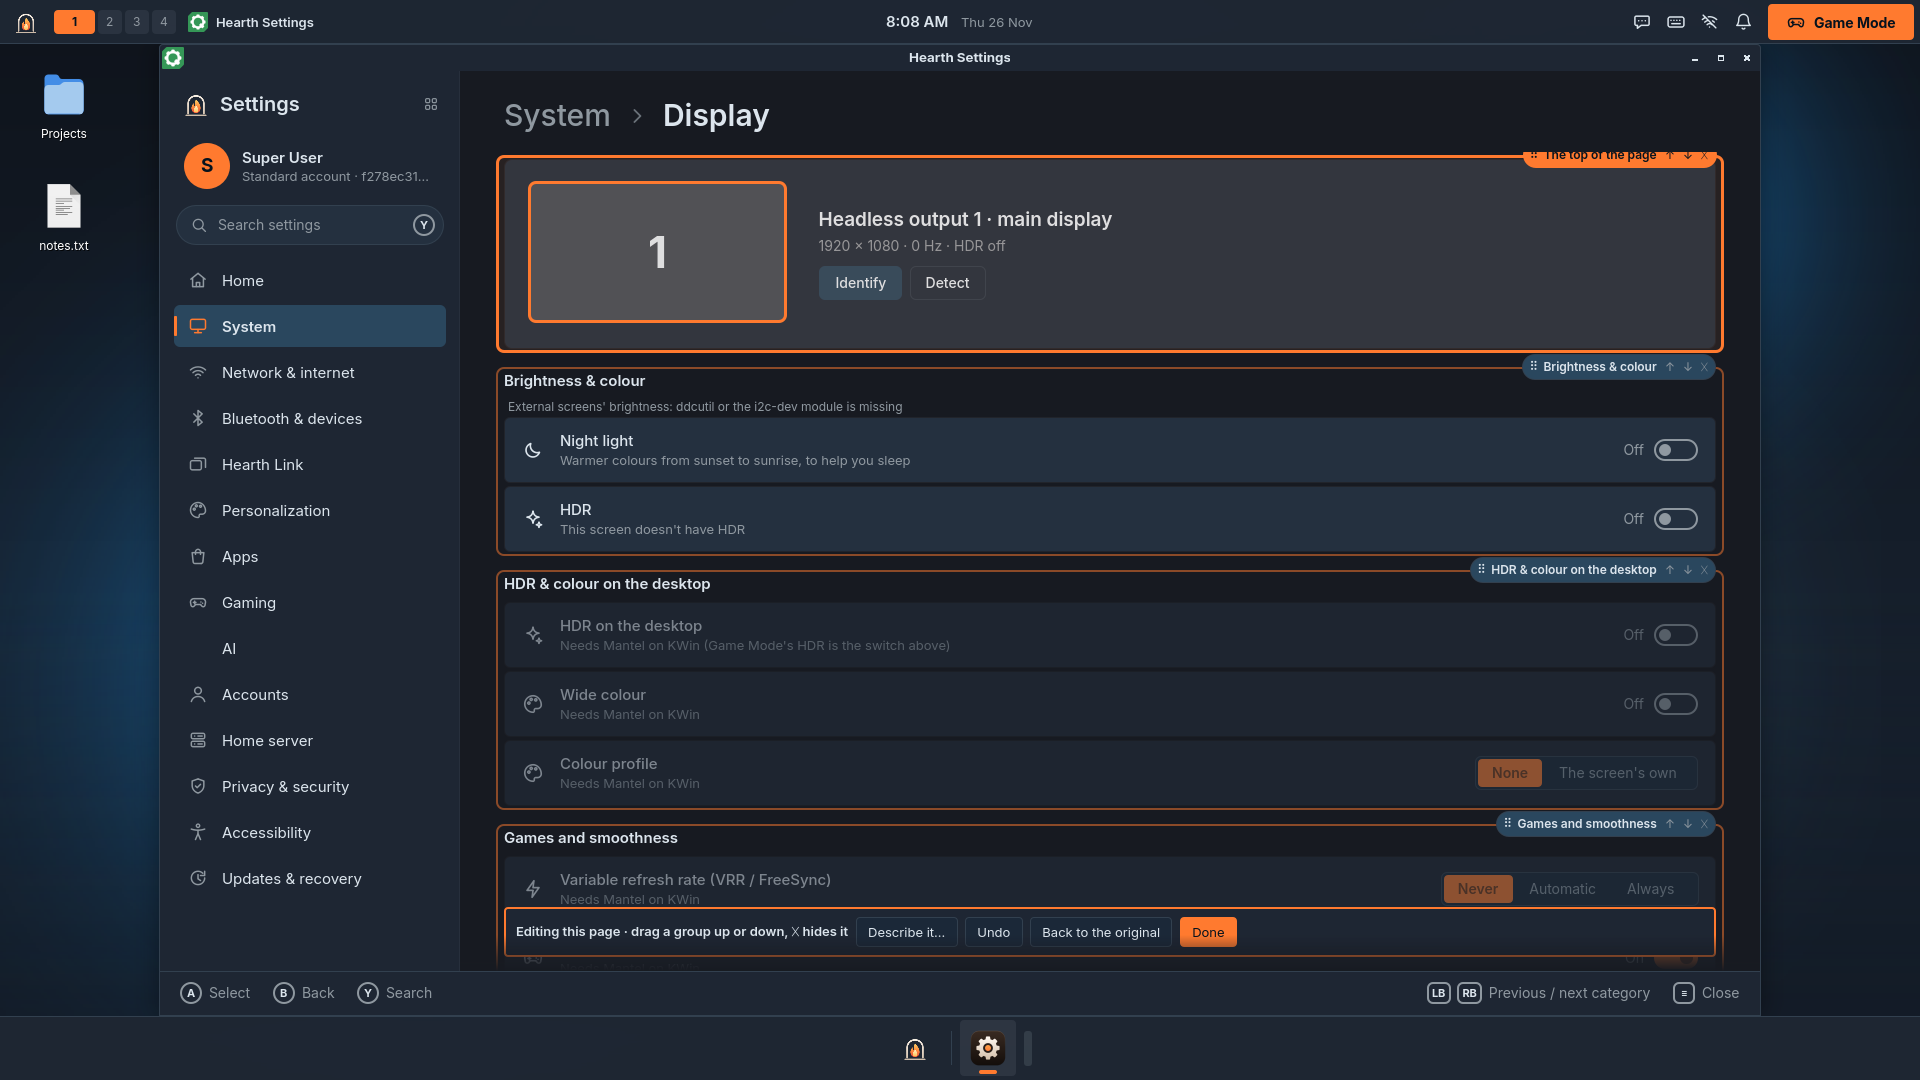 1
2
3
4
Hearth Settings
8:08 AM
Thu 26 Nov
Game Mode
Hearth Settings
Projects
notes.txt
Settings
S
Super User
Standard account · f278ec31...
Search settings
Y
Home
System
Network & internet
Bluetooth & devices
Hearth Link
Personalization
Apps
Gaming
AI
Accounts
Home server
Privacy & security
Accessibility
Updates & recovery
System > Display
The top of the page ↑ ↓ X
1
Headless output 1 · main display
1920 × 1080 · 0 Hz · HDR off
Identify
Detect
Brightness & colour
Brightness & colour ↑ ↓ X
External screens' brightness: ddcutil or the i2c-dev module is missing
Night light
Warmer colours from sunset to sunrise, to help you sleep
Off
HDR
This screen doesn't have HDR
Off
HDR & colour on the desktop
HDR & colour on the desktop ↑ ↓ X
HDR on the desktop
Needs Mantel on KWin (Game Mode's HDR is the switch above)
Off
Wide colour
Needs Mantel on KWin
Off
Colour profile
Needs Mantel on KWin
None
The screen's own
Games and smoothness
Games and smoothness ↑ ↓ X
Variable refresh rate (VRR / FreeSync)
Needs Mantel on KWin
Never
Automatic
Always
Editing this page · drag a group up or down, X hides it
Describe it...
Undo
Back to the original
Done
A Select
B Back
Y Search
LB RB Previous / next category
≡ Close